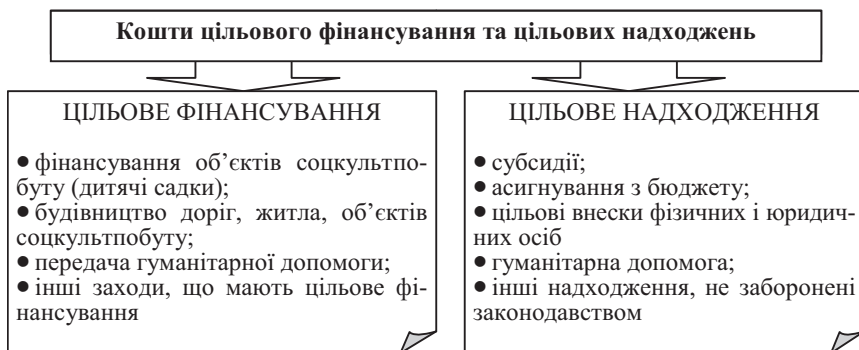 Кошти цільового фінансування та цільових надходжень
ЦІЛЬОВЕ ФІНАНСУВАННЯ
● фінансування об’єктів соцкультпо-
буту (дитячі садки);
● будівництво доріг, житла, об’єктів
соцкультпобуту;
● передача гуманітарної допомоги;
● інші заходи, що мають цільове фі-
нансування
ЦІЛЬОВЕ НАДХОДЖЕННЯ
● субсидії;
● асигнування з бюджету;
● цільові внески фізичних і юридич-
них осіб
● гуманітарна допомога;
● інші надходження, не заборонені
законодавством